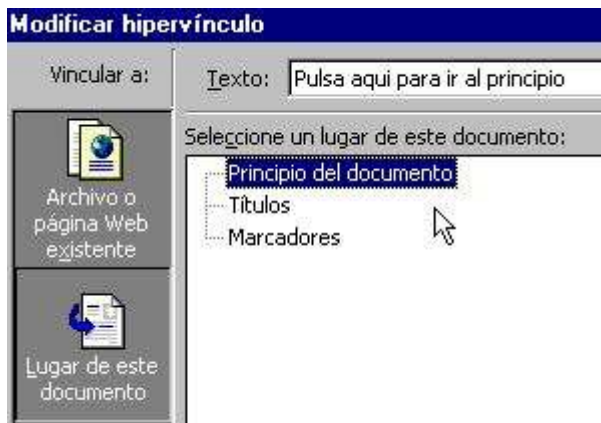 Modificar hipervínculo
Vincular a:
Texto: Pulsa aqui para ir al principio
Seleccione un lugar de este documento:
Principio del documento
Títulos
Marcadores
Archivo o
página Web
existente
Lugar de este
documento